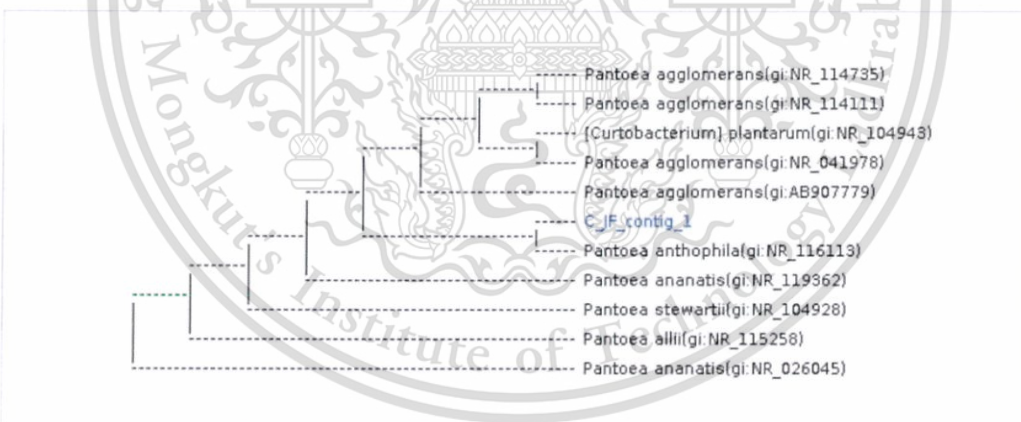 Pantoea agglomerans(gi:NR_114735)
Pantoea agglomerans(gi:NR_114111)
[Curtobacterium] plantarum(gi:NR_104943)
Pantoea agglomerans(gi:NR_041978)
Pantoea agglomerans(gi:AB907779)
C_JF_contig_1
Pantoea anthophila(gi:NR_116113)
Pantoea ananatis(gi:NR_119362)
Pantoea stewartii(gi:NR_104928)
Pantoea allii(gi:NR_115258)
Pantoea ananatis(gi:NR_026045)
Mongkut's Institute of Technology Ladkrabang